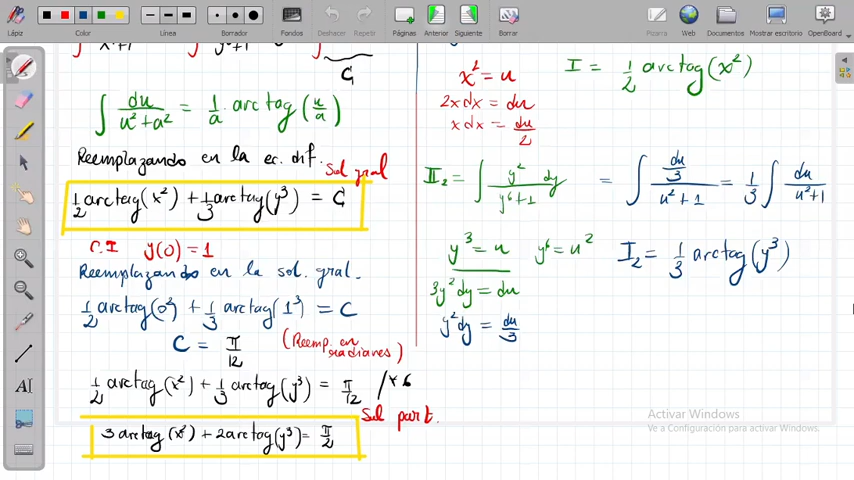 Lápiz
Color
Línea
Borrador
Fondos
Deshacer
Repetir
Páginas
Anterior
Siguiente
Borrar
Pizarra
Web
Documentos
Mostrar escritorio
OpenBoard
C₁
∫ du/(u²+a²) = 1/a . arctag(u/a)
Reemplazando en la ec. dif.
Sol gral
1/2 arctag(x²) + 1/3 arctag(y³) = C
C.I y(0) = 1
Reemplazando en la sol. gral.
1/2 arctag(0²) + 1/3 arctag(1³) = C
C = π/12
(Reemp. en radianes)
1/2 arctag(x²) + 1/3 arctag(y³) = π/12 /×6
Sol part.
3 arctag(x²) + 2 arctag(y³) = π/2
I = 1/2 arctag(x²)
x² = u
2x dx = du
x dx = du/2
I₂ = ∫ y² dy/(y⁶+1) = ∫ (du/3)/(u²+1) = 1/3 ∫ du/(u²+1)
y³ = u y⁶ = u²
3y² dy = du
y² dy = du/3
I₂ = 1/3 arctag(y³)
Activar Windows
Ve a Configuración para activar Windows.